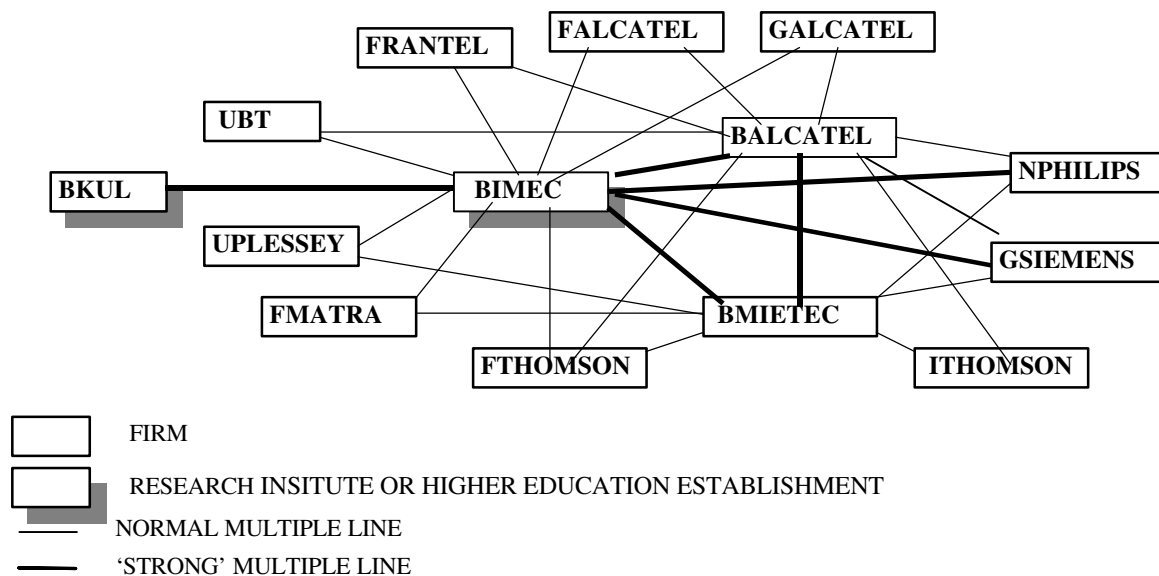 FALCATEL
GALCATEL
FRANTEL
UBT
BALCATEL
NPHILIPS
BKUL
BIMEC
UPLESSEY
GSIEMENS
FMATRA
BMIETEC
FTHOMSON
ITHOMSON
FIRM
RESEARCH INSITUTE OR HIGHER EDUCATION ESTABLISHMENT
NORMAL MULTIPLE LINE
‘STRONG’ MULTIPLE LINE